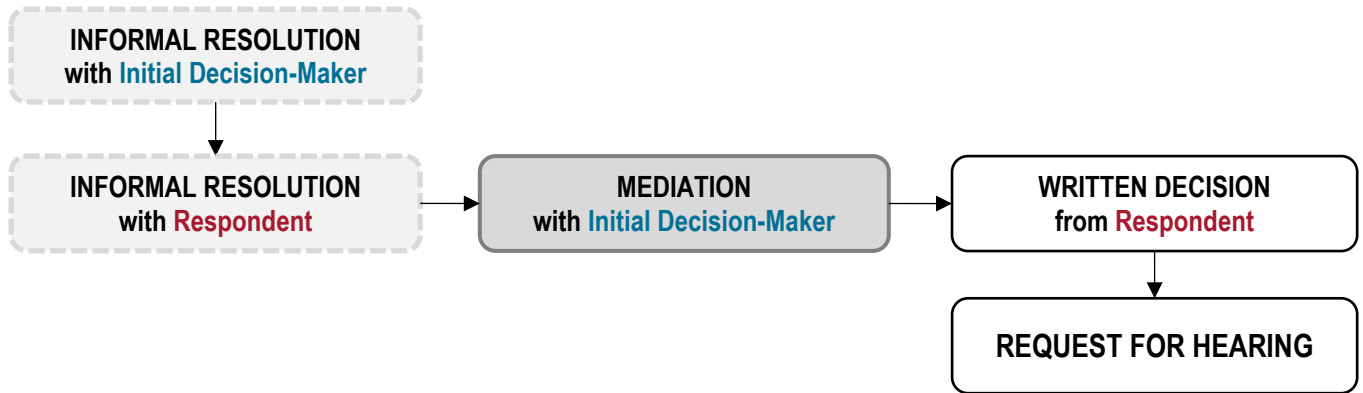 INFORMAL RESOLUTION
with Initial Decision-Maker
INFORMAL RESOLUTION
with Respondent
MEDIATION
with Initial Decision-Maker
WRITTEN DECISION
from Respondent
REQUEST FOR HEARING